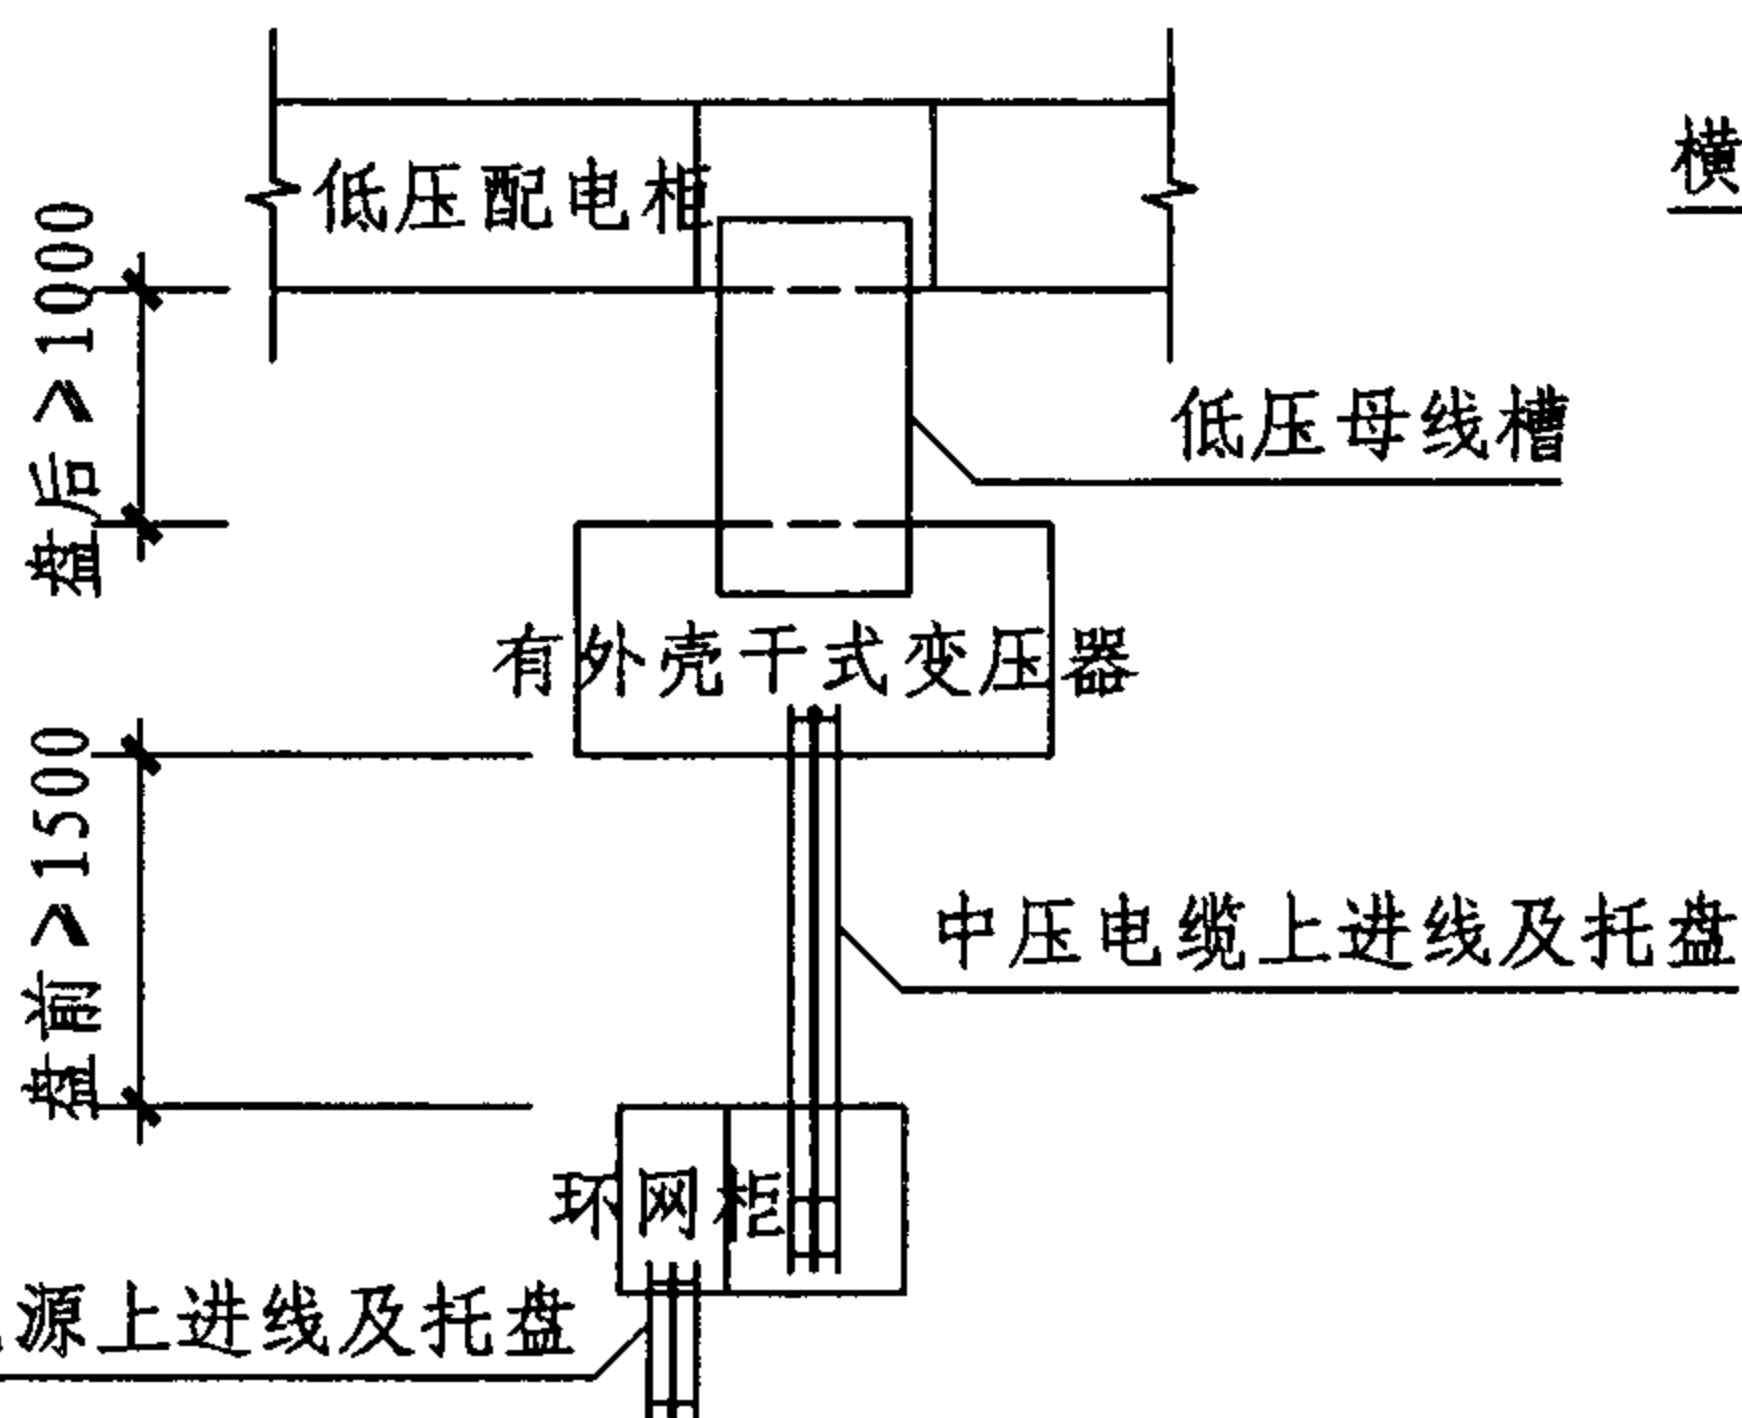 横
低压配电柜
盘后≥1000
低压母线槽
有外壳干式变压器
盘前≥1500
中压电缆上进线及托盘
环网柜
源上进线及托盘